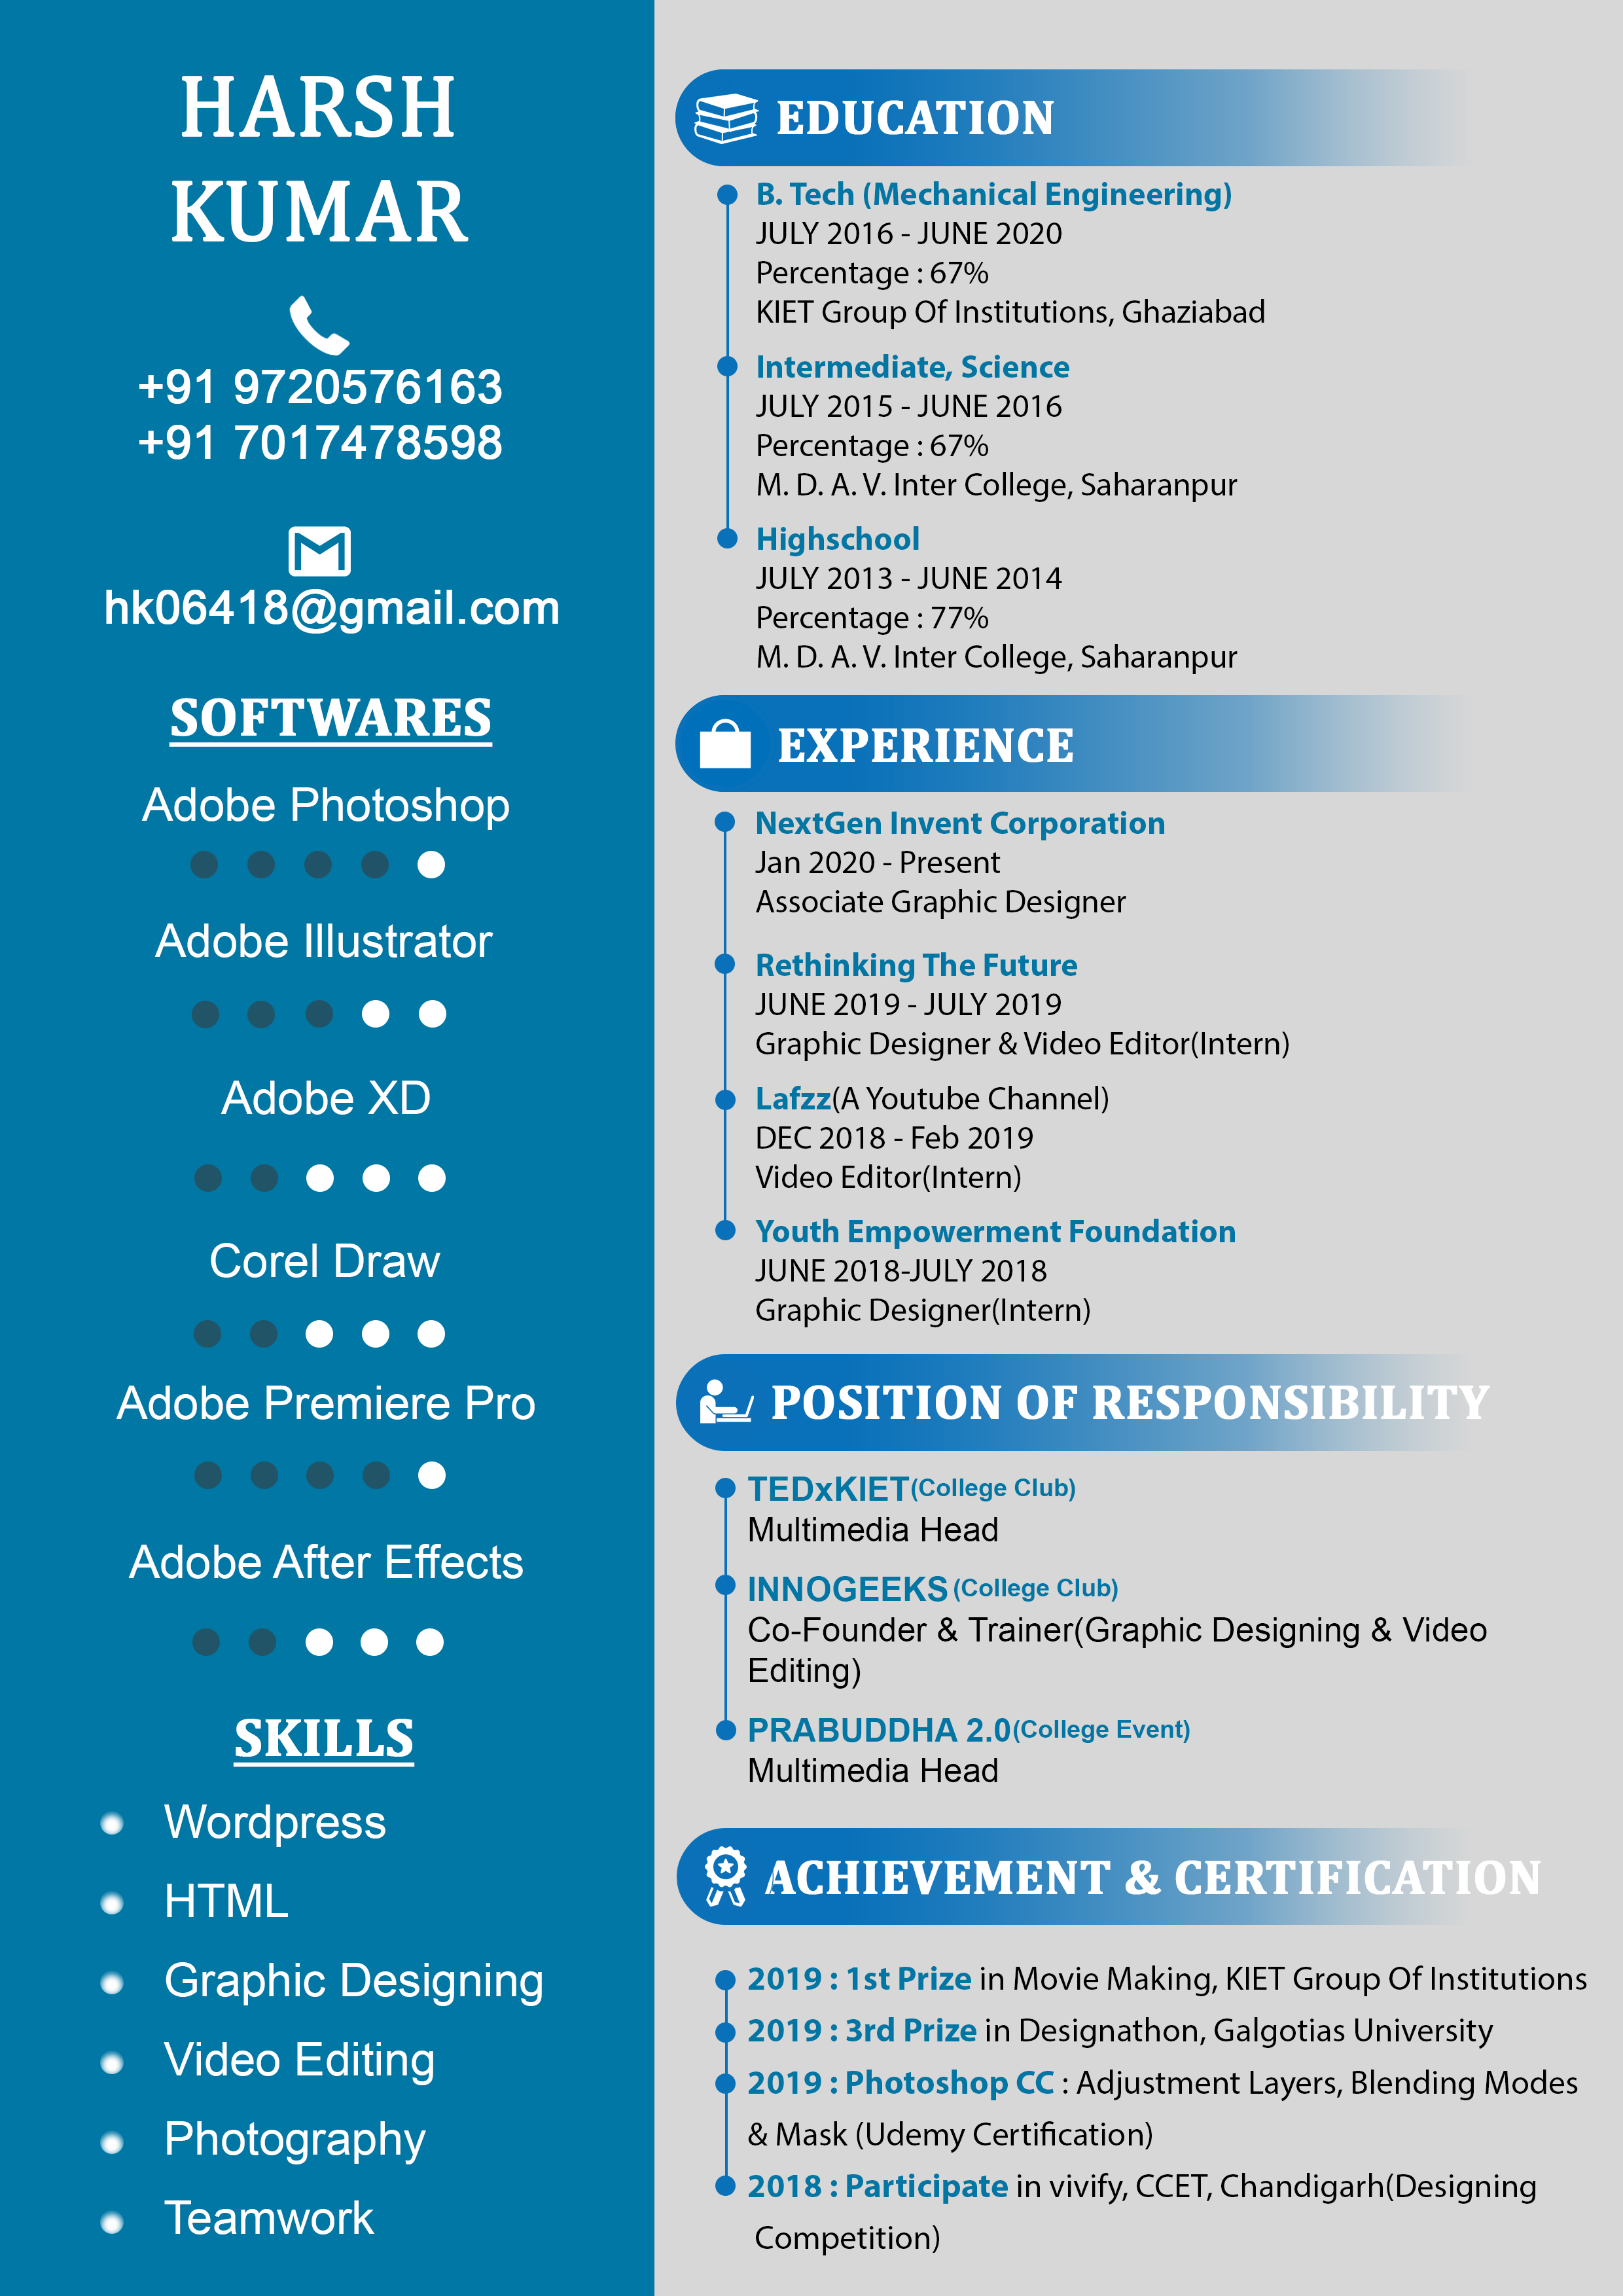 HARSH
KUMAR
+91 9720576163
+91 7017478598
hk06418@gmail.com
SOFTWARES
Adobe Photoshop
Adobe Illustrator
Adobe XD
Corel Draw
Adobe Premiere Pro
Adobe After Effects
SKILLS
Wordpress
HTML
Graphic Designing
Video Editing
Photography
Teamwork
EDUCATION
B. Tech (Mechanical Engineering)
JULY 2016 - JUNE 2020
Percentage : 67%
KIET Group Of Institutions, Ghaziabad
Intermediate, Science
JULY 2015 - JUNE 2016
Percentage : 67%
M. D. A. V. Inter College, Saharanpur
Highschool
JULY 2013 - JUNE 2014
Percentage : 77%
M. D. A. V. Inter College, Saharanpur
EXPERIENCE
NextGen Invent Corporation
Jan 2020 - Present
Associate Graphic Designer
Rethinking The Future
JUNE 2019 - JULY 2019
Graphic Designer & Video Editor(Intern)
Lafzz(A Youtube Channel)
DEC 2018 - Feb 2019
Video Editor(Intern)
Youth Empowerment Foundation
JUNE 2018-JULY 2018
Graphic Designer(Intern)
POSITION OF RESPONSIBILITY
TEDxKIET(College Club)
Multimedia Head
INNOGEEKS (College Club)
Co-Founder & Trainer(Graphic Designing & Video
Editing)
PRABUDDHA 2.0(College Event)
Multimedia Head
ACHIEVEMENT & CERTIFICATION
2019 : 1st Prize in Movie Making, KIET Group Of Institutions
2019 : 3rd Prize in Designathon, Galgotias University
2019 : Photoshop CC : Adjustment Layers, Blending Modes
& Mask (Udemy Certification)
2018 : Participate in vivify, CCET, Chandigarh(Designing
Competition)